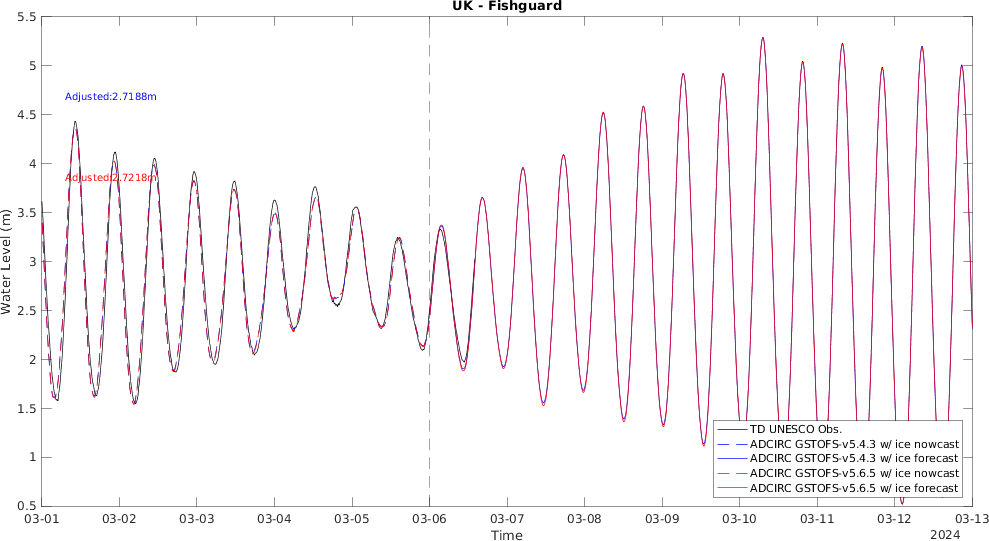 UK - Fishguard
5.5
5
4.5
4
3.5
3
2.5
2
1.5
1
0.5
Water Level (m)
Adjusted:2.7188m
Adjusted:2.7218m
TD UNESCO Obs.
ADCIRC GSTOFS-v5.4.3 w/ ice nowcast
ADCIRC GSTOFS-v5.4.3 w/ ice forecast
ADCIRC GSTOFS-v5.6.5 w/ ice nowcast
ADCIRC GSTOFS-v5.6.5 w/ ice forecast
03-01 03-02 03-03 03-04 03-05 03-06 03-07 03-08 03-09 03-10 03-11 03-12 03-13
Time
2024